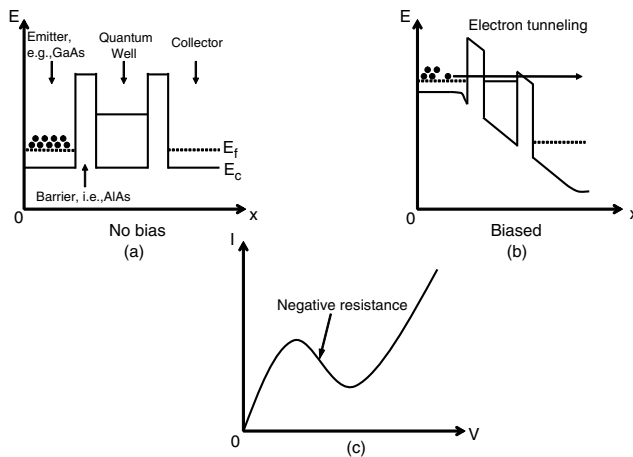 E
Emitter,
e.g.,GaAs
Quantum
Well
Collector
Ef
Ec
Barrier, i.e.,AlAs
0
x
No bias
(a)
E
Electron tunneling
0
x
Biased
(b)
I
Negative resistance
0
V
(c)